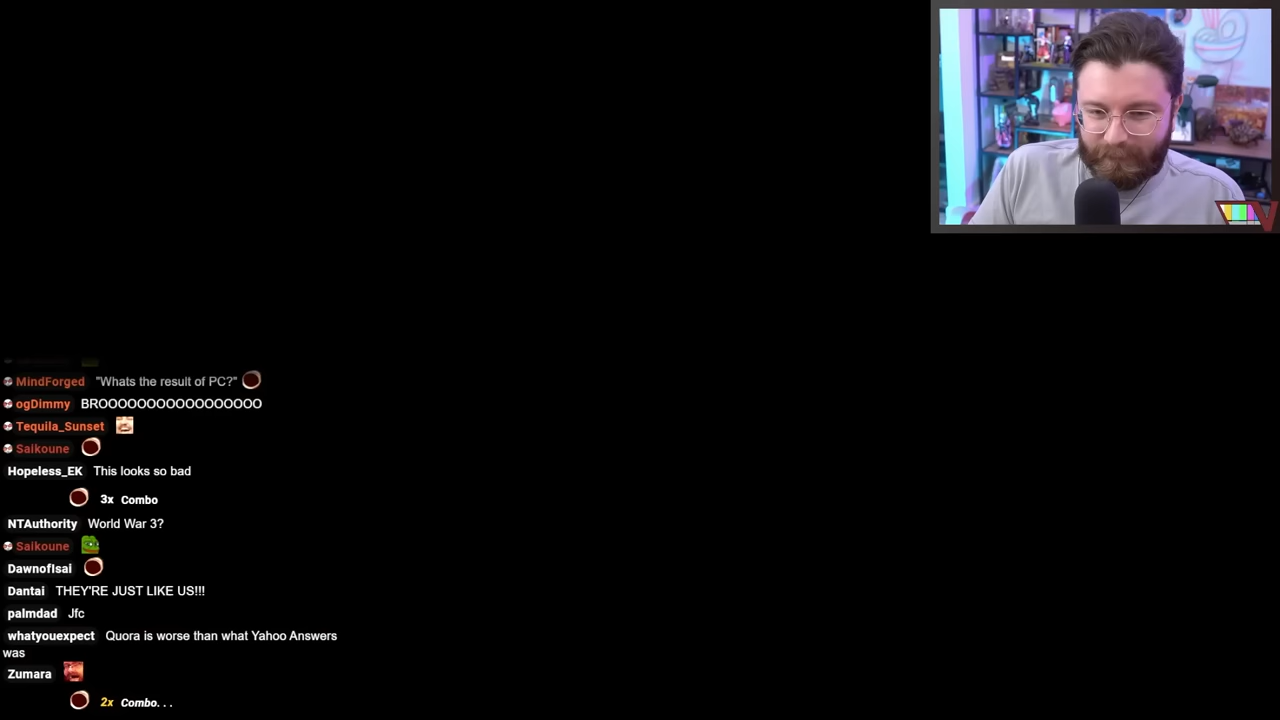 MindForged "Whats the result of PC?"
ogDimmy BROOOOOOOOOOOOOOOOO
Tequila_Sunset
Saikoune
Hopeless_EK This looks so bad
3x Combo
NTAuthority World War 3?
Saikoune
DawnofIsai
Dantai THEY'RE JUST LIKE US!!!
palmdad Jfc
whatyouexpect Quora is worse than what Yahoo Answers
was
Zumara
2x Combo. . .